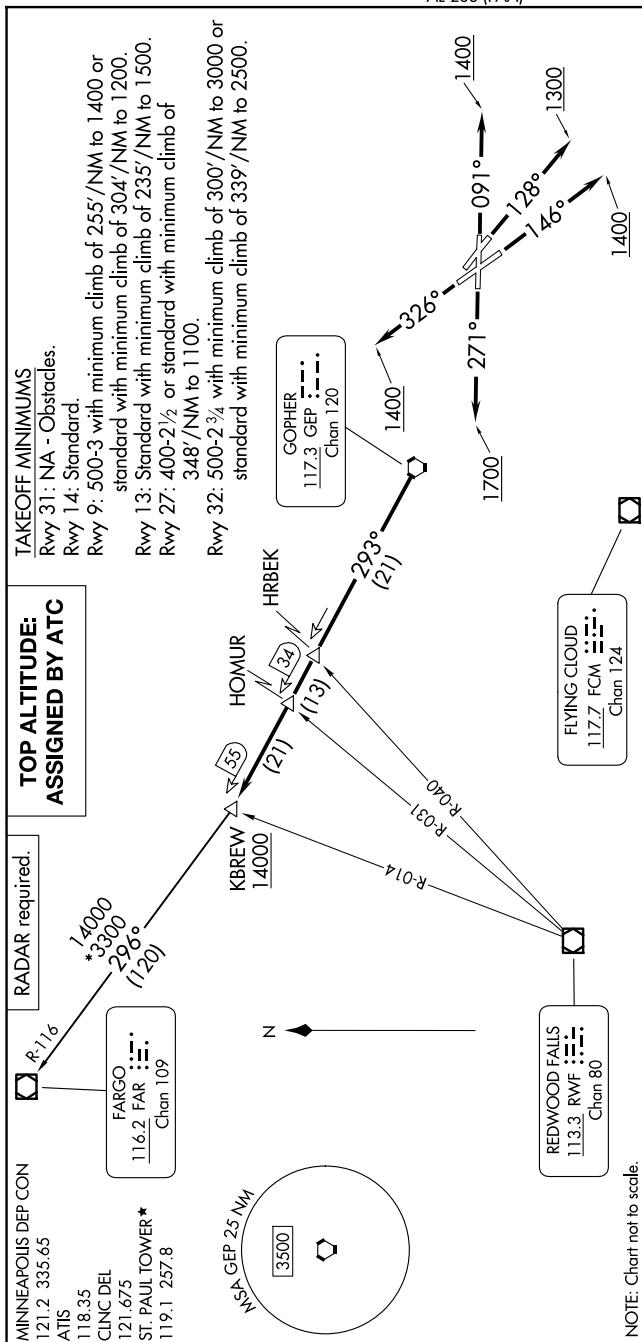 AL-288 (FAA)
MINNEAPOLIS DEP CON
121.2 335.65
ATIS
118.35
CLNC DEL
121.675
ST. PAUL TOWER★
119.1 257.8
RADAR required.
TOP ALTITUDE:
ASSIGNED BY ATC
TAKEOFF MINIMUMS
Rwy 31: NA - Obstacles.
Rwy 14: Standard.
Rwy 9: 500-3 with minimum climb of 255'/NM to 1400 or
standard with minimum climb of 304'/NM to 1200.
Rwy 13: Standard with minimum climb of 235'/NM to 1500.
Rwy 27: 400-2½ or standard with minimum climb of
348'/NM to 1100.
Rwy 32: 500-2¾ with minimum climb of 300'/NM to 3000 or
standard with minimum climb of 339'/NM to 2500.
R-116
14000
*3300
296°
(120)
FARGO
116.2 FAR
Chan 109
KBREW
14000
55
(21)
HOMUR
34
(13)
HRBEK
293°
(21)
GOPHER
117.3 GEP
Chan 120
R-014
R-031
R-040
N
MSA GEP 25 NM
3500
REDWOOD FALLS
113.3 RWF
Chan 80
FLYING CLOUD
117.7 FCM
Chan 124
1400
326°
271°
1700
091°
1400
128°
1300
146°
1400
NOTE: Chart not to scale.